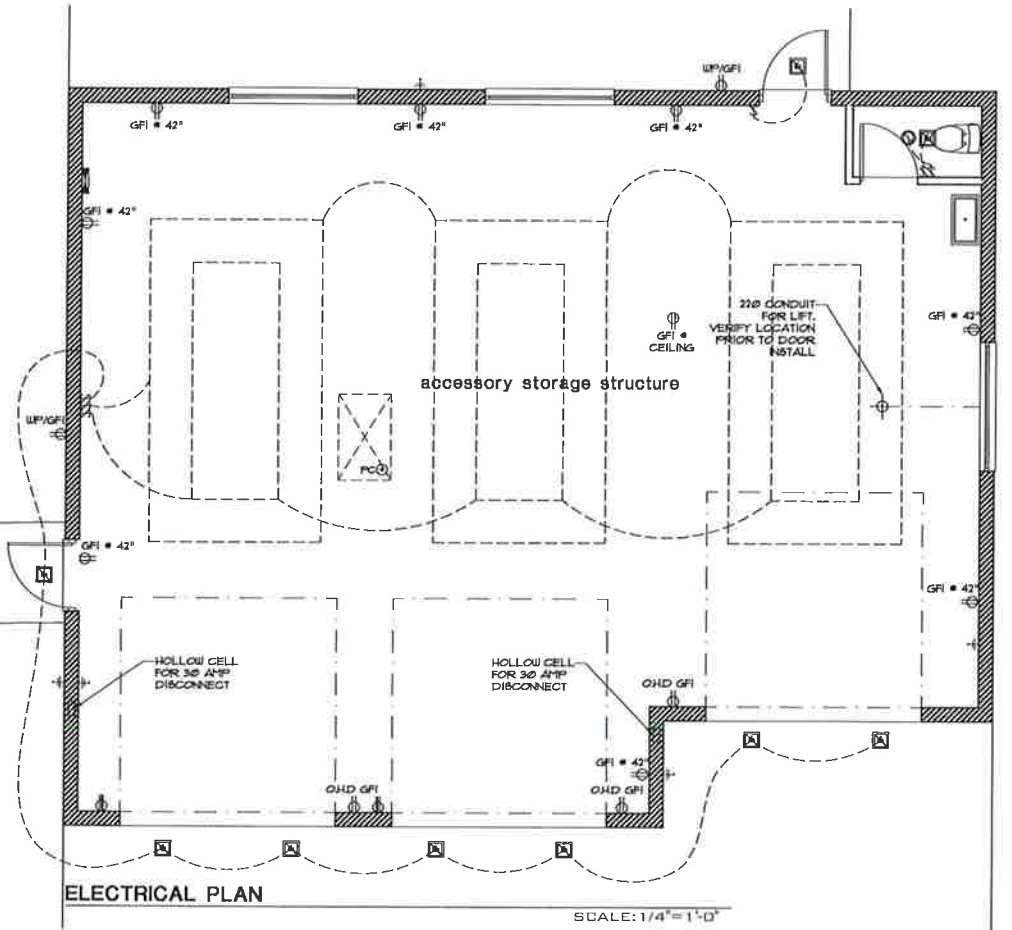 WP/GFI
GFI @ 42"
GFI @ 42"
GFI @ 42"
GFI @ 42"
220 CONDUIT
FOR LIFT.
VERIFY LOCATION
PRIOR TO DOOR
INSTALL
GFI @ 42"
GFI @
CEILING
accessory storage structure
WP/GFI
PC
GFI @ 42"
GFI @ 42"
HOLLOW CELL
FOR 30 AMP
DISCONNECT
HOLLOW CELL
FOR 30 AMP
DISCONNECT
O.H.D GFI
GFI @ 42"
O.H.D GFI
O.H.D GFI
ELECTRICAL PLAN
SCALE: 1/4"=1'-0"